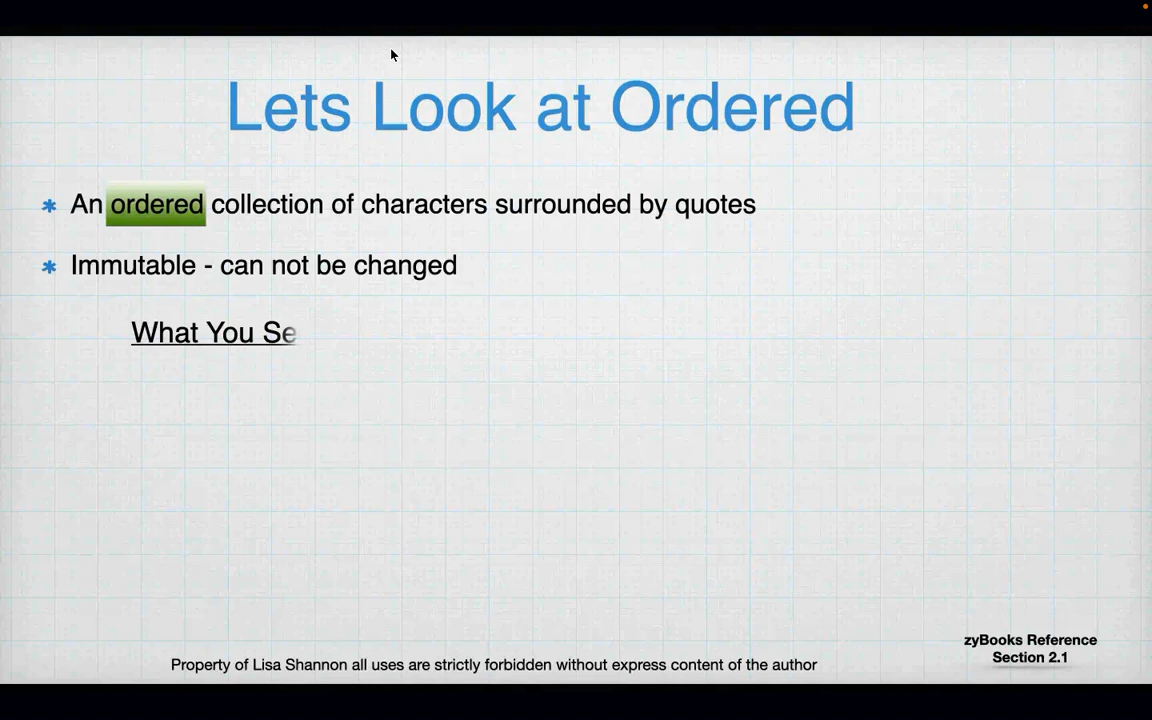 Lets Look at Ordered
* An ordered collection of characters surrounded by quotes
* Immutable - can not be changed
What You Se
zyBooks Reference
Section 2.1
Property of Lisa Shannon all uses are strictly forbidden without express content of the author